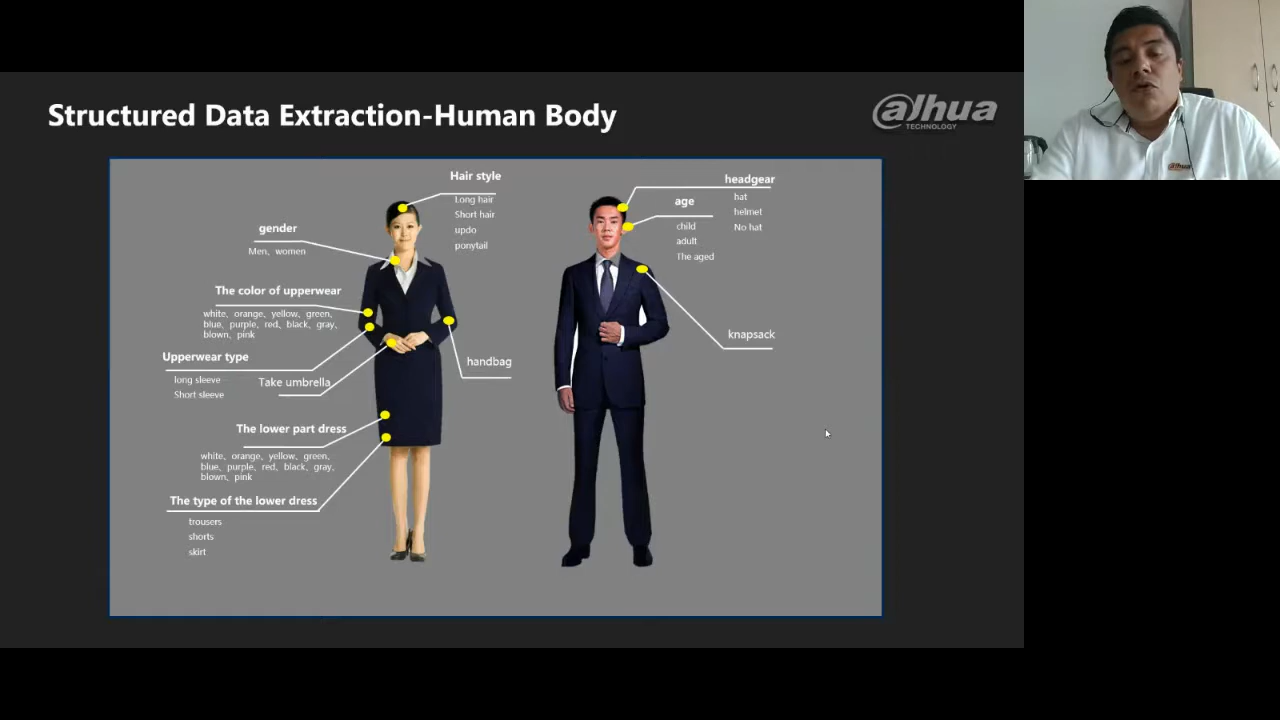 Structured Data Extraction-Human Body
alhua
TECHNOLOGY
Hair style
Long hair
Short hair
updo
ponytail
gender
Men、women
The color of upperwear
white、orange、yellow、green、
blue、purple、red、black、gray、
blown、pink
Upperwear type
long sleeve
Short sleeve
Take umbrella
handbag
The lower part dress
white、orange、yellow、green、
blue、purple、red、black、gray、
blown、pink
The type of the lower dress
trousers
shorts
skirt
headgear
hat
helmet
No hat
age
child
adult
The aged
knapsack